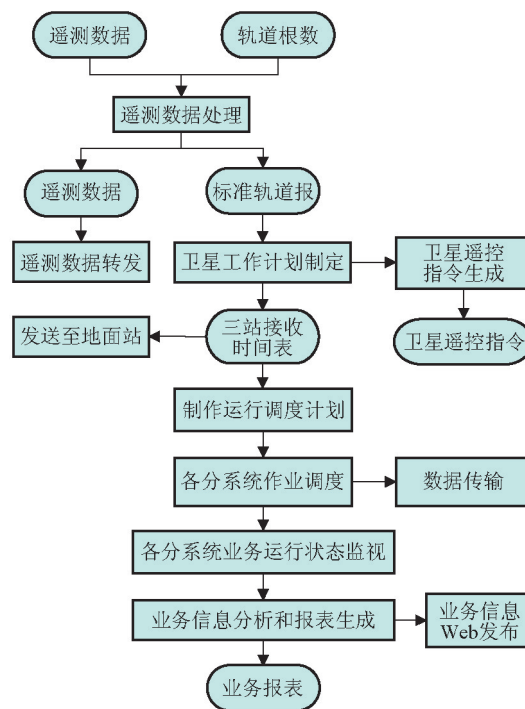 遥测数据
轨道根数
遥测数据处理
遥测数据
标准轨道报
遥测数据转发
卫星工作计划制定
卫星遥控
指令生成
发送至地面站
三站接收
时间表
卫星遥控指令
制作运行调度计划
各分系统作业调度
数据传输
各分系统业务运行状态监视
业务信息分析和报表生成
业务信息
Web发布
业务报表